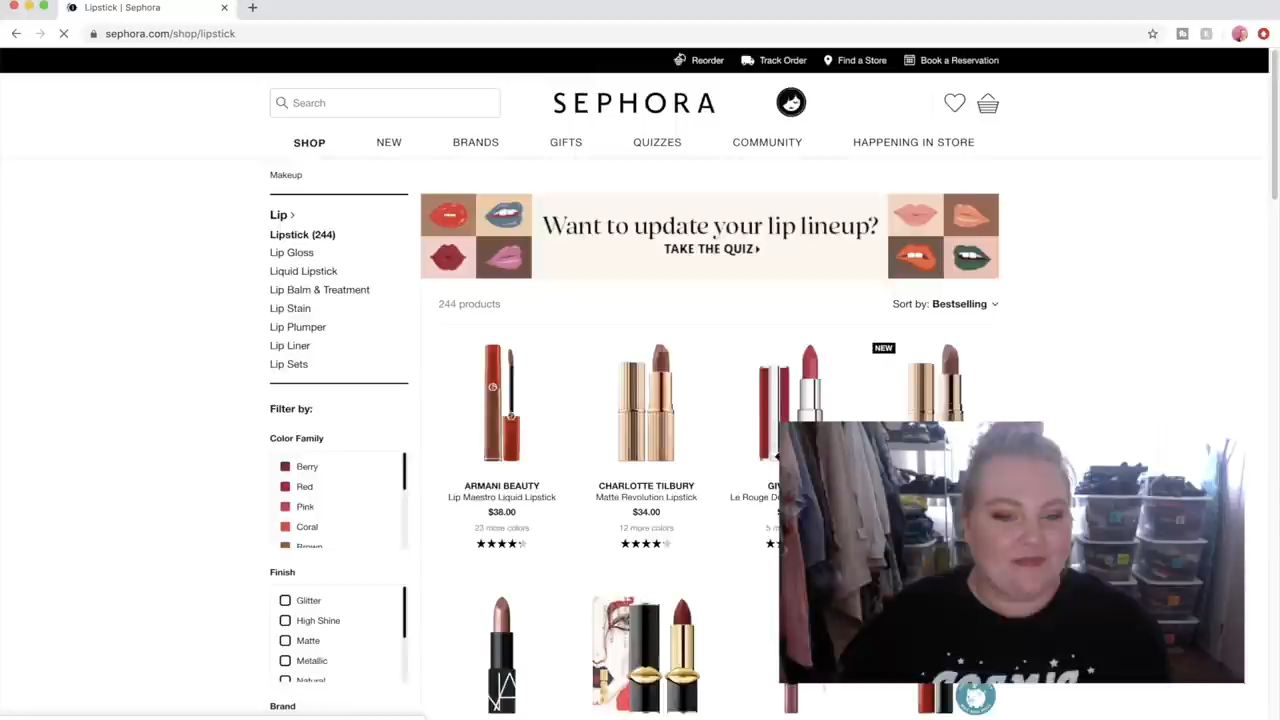 Lipstick | Sephora
sephora.com/shop/lipstick
Reorder
Track Order
Find a Store
Book a Reservation
Search
SEPHORA
SHOP
NEW
BRANDS
GIFTS
QUIZZES
COMMUNITY
HAPPENING IN STORE
Makeup
Lip
Lipstick (244)
Lip Gloss
Liquid Lipstick
Lip Balm & Treatment
Lip Stain
Lip Plumper
Lip Liner
Lip Sets
Filter by:
Color Family
Berry
Red
Pink
Coral
Brown
Finish
Glitter
High Shine
Matte
Metallic
Natural
Brand
Want to update your lip lineup?
TAKE THE QUIZ
244 products
Sort by: Bestselling
NEW
ARMANI BEAUTY
Lip Maestro Liquid Lipstick
$38.00
23 more colors
CHARLOTTE TILBURY
Matte Revolution Lipstick
$34.00
12 more colors
GIV
Le Rouge De
5 m